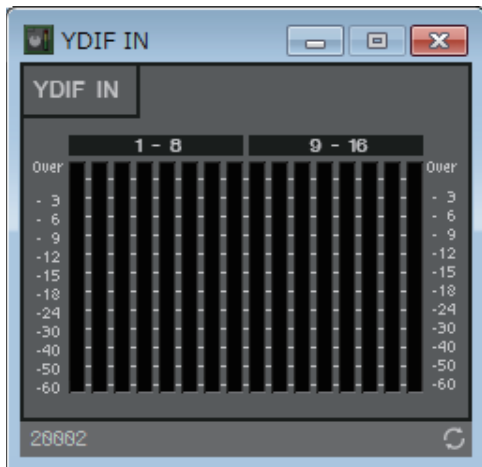 YDIF IN
YDIF IN
1 - 8 9 - 16
Over Over
- 3 - 3
- 6 - 6
- 9 - 9
-12 -12
-15 -15
-18 -18
-24 -24
-30 -30
-40 -40
-50 -50
-60 -60
20002